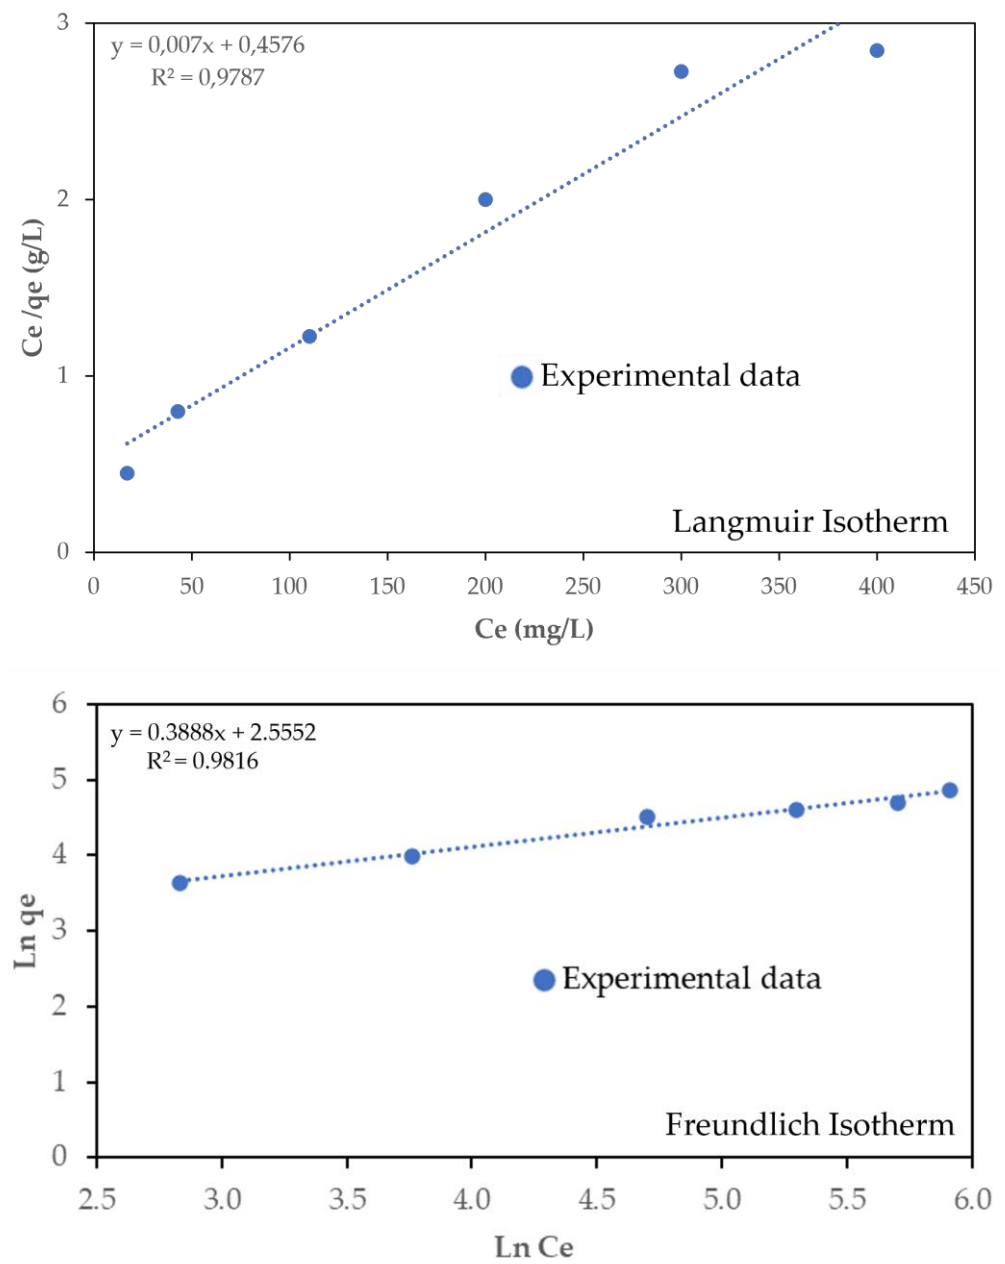 y = 0,007x + 0,4576
R² = 0,9787
3
2
1
0
Ce /qe (g/L)
Experimental data
Langmuir Isotherm
0 50 100 150 200 250 300 350 400 450
Ce (mg/L)
y = 0.3888x + 2.5552
R² = 0.9816
6
5
4
3
2
1
0
Ln qe
Experimental data
Freundlich Isotherm
2.5 3.0 3.5 4.0 4.5 5.0 5.5 6.0
Ln Ce